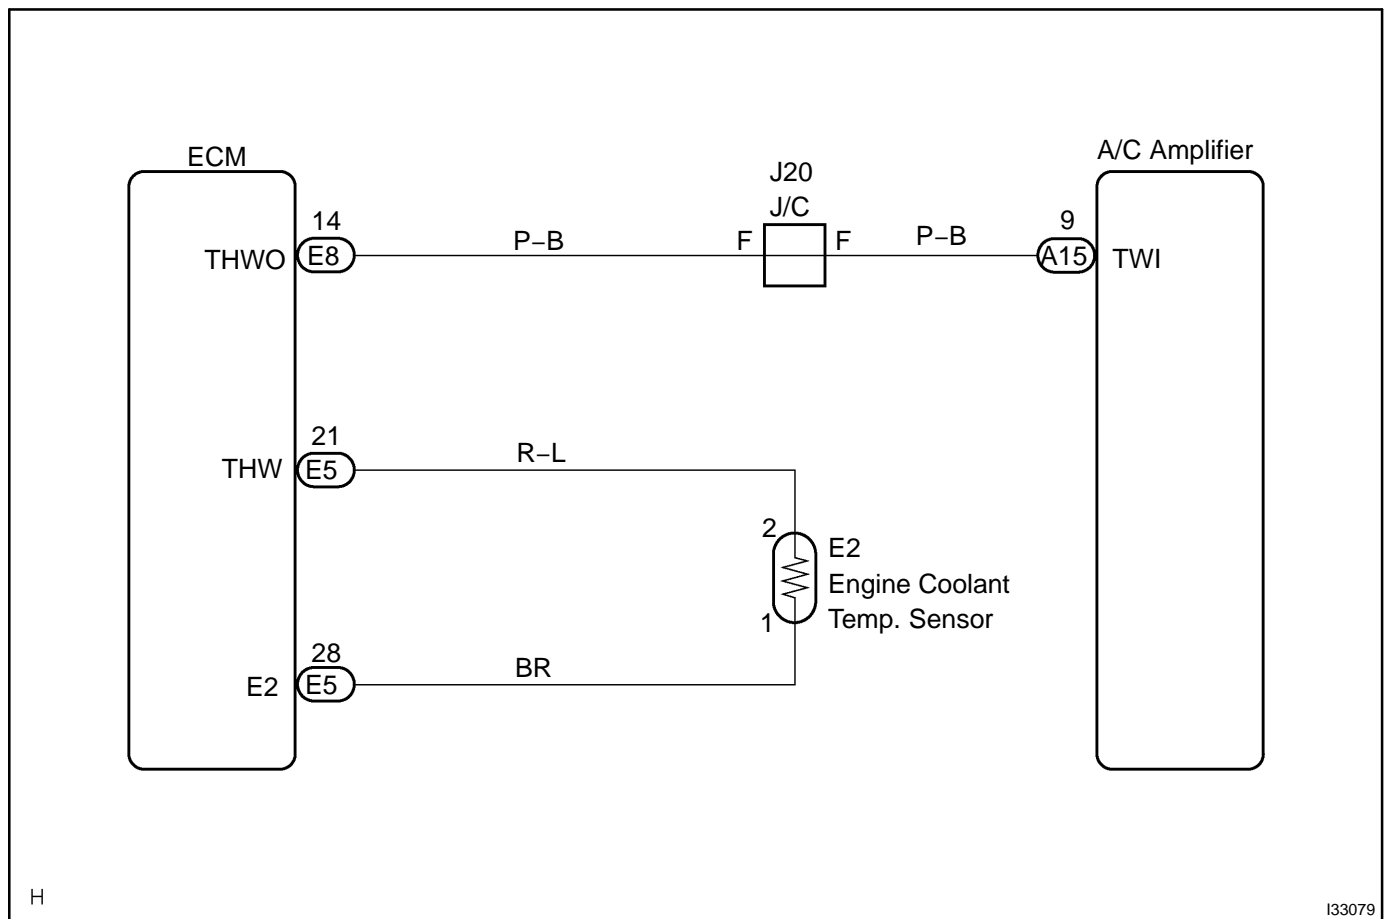 ECM
A/C Amplifier
J20
J/C
14
THWO
E8
P−B
F
F
P−B
9
A15
TWI
21
THW
E5
R−L
2
E2
Engine Coolant
1
Temp. Sensor
28
E2
E5
BR
H
I33079